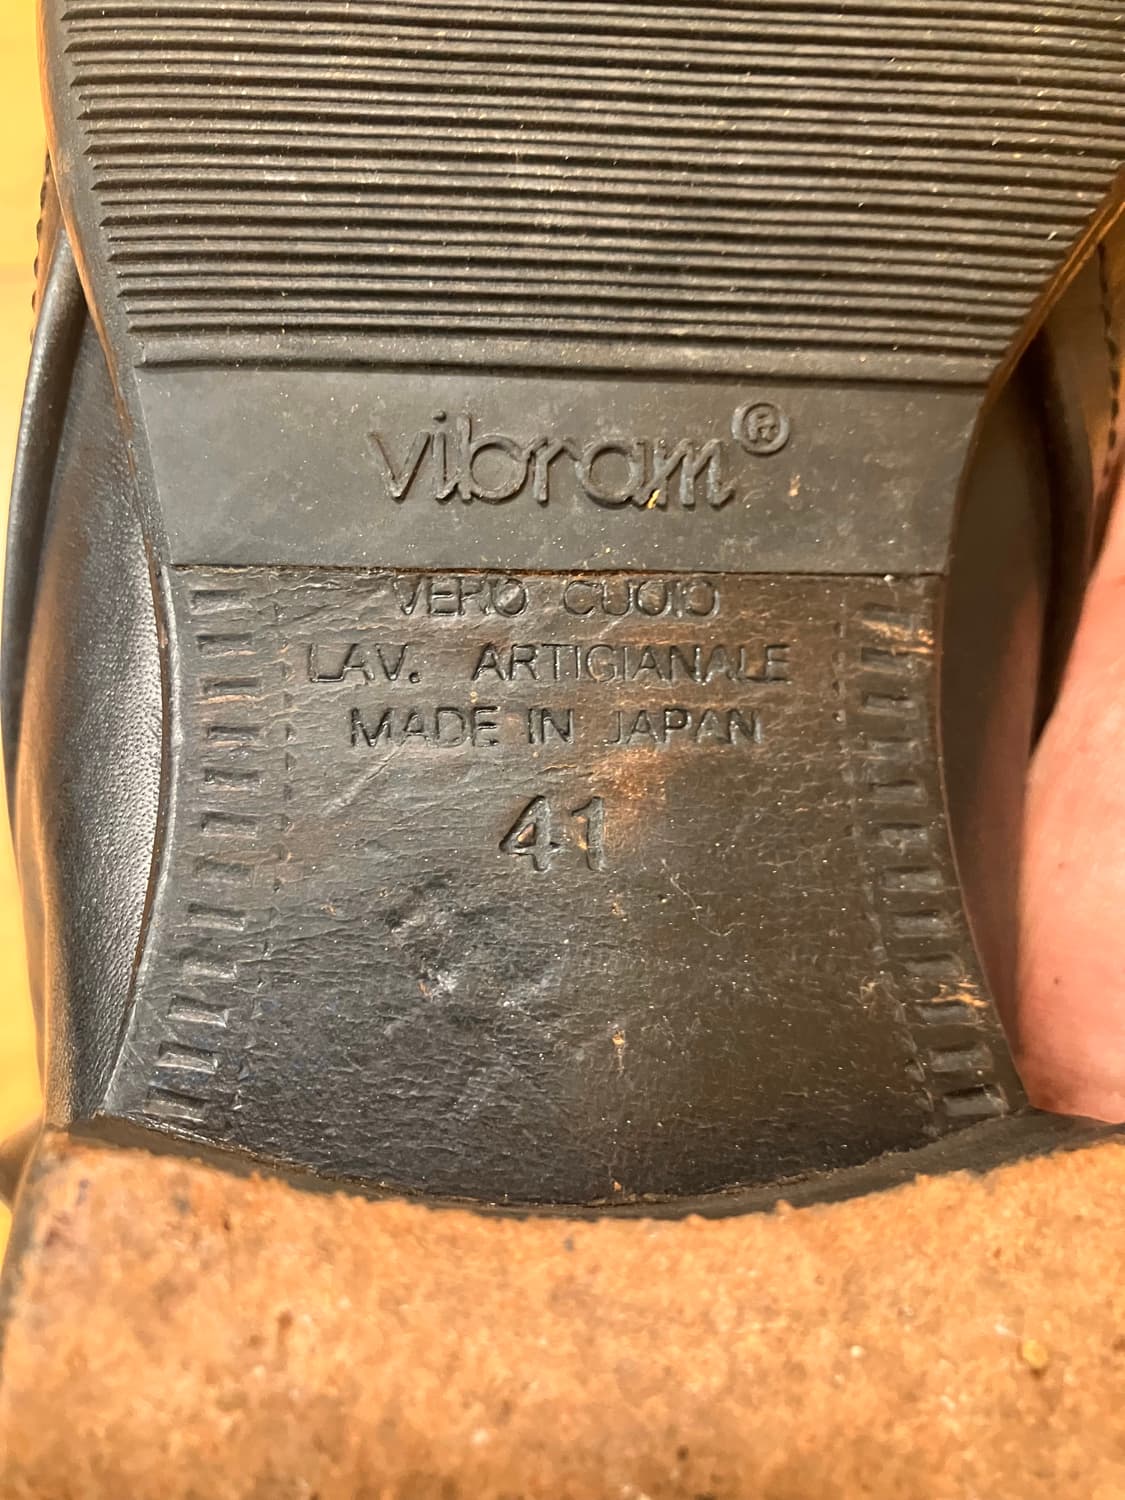 vibram®
VERO CUOIO
LAV. ARTIGIANALE
MADE IN JAPAN
41